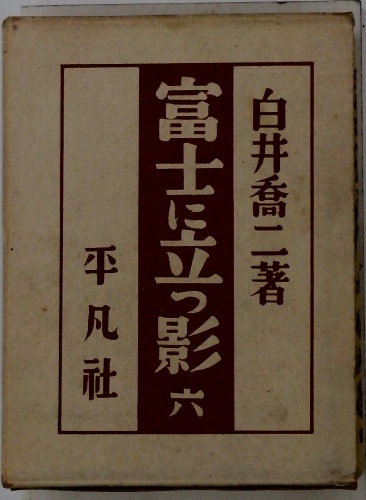 白井喬二著
富士に立つ影 六
平凡社